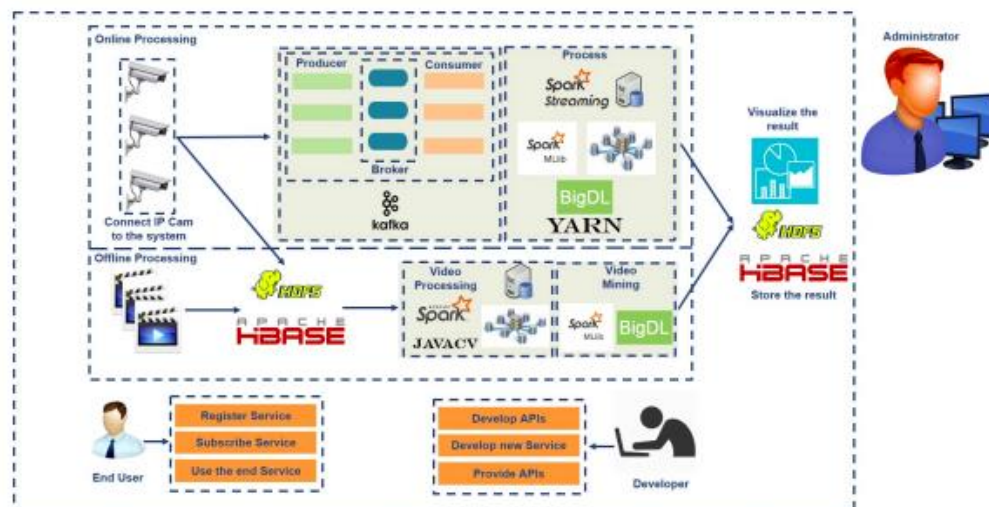 Online Processing
Administrator
Producer
Consumer
Process
Spark
Streaming
Visualize the
result
Spark
MLlib
Broker
BigDL
YARN
kafka
Connect IP Cam
to the system
HDFS
APACHE
HBASE
Store the result
Offline Processing
Video
Processing
Video
Mining
HDFS
APACHE
HBASE
Spark
JAVACV
Spark
MLlib
BigDL
Register Service
Subscribe Service
Use the end Service
End User
Develop APIs
Develop new Service
Provide APIs
Developer